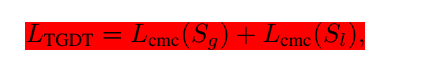 L_TGDT = L_cmc(S_g) + L_cmc(S_l),